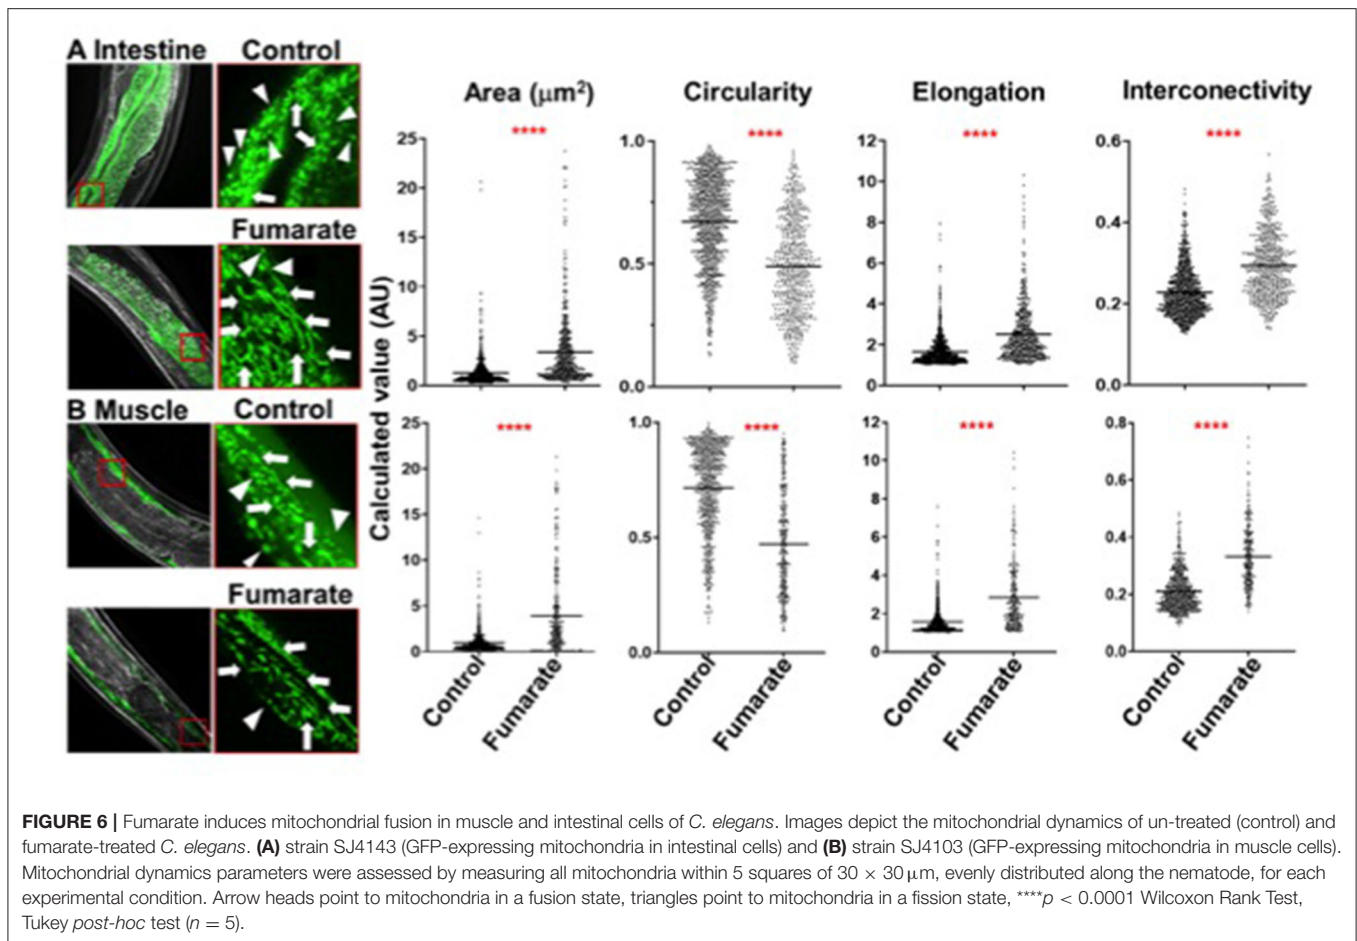 A Intestine Control
Fumarate
B Muscle Control
Fumarate
Calculated value (AU)
Area (μm²) Circularity Elongation Interconectivity
**** **** **** ****
25 1.0 12 0.6
20 10
15 8 0.4
0.5 6
10 4 0.2
5 2
0 0.0 0 0.0
**** **** **** ****
25 1.0 12 0.8
20 10
15 8 0.6
0.5 6 0.4
10 4
5 2 0.2
0 0.0 0 0.0
Control Fumarate Control Fumarate Control Fumarate Control Fumarate
FIGURE 6 | Fumarate induces mitochondrial fusion in muscle and intestinal cells of C. elegans. Images depict the mitochondrial dynamics of un-treated (control) and
fumarate-treated C. elegans. (A) strain SJ4143 (GFP-expressing mitochondria in intestinal cells) and (B) strain SJ4103 (GFP-expressing mitochondria in muscle cells).
Mitochondrial dynamics parameters were assessed by measuring all mitochondria within 5 squares of 30 × 30 μm, evenly distributed along the nematode, for each
experimental condition. Arrow heads point to mitochondria in a fusion state, triangles point to mitochondria in a fission state, ****p < 0.0001 Wilcoxon Rank Test,
Tukey post-hoc test (n = 5).